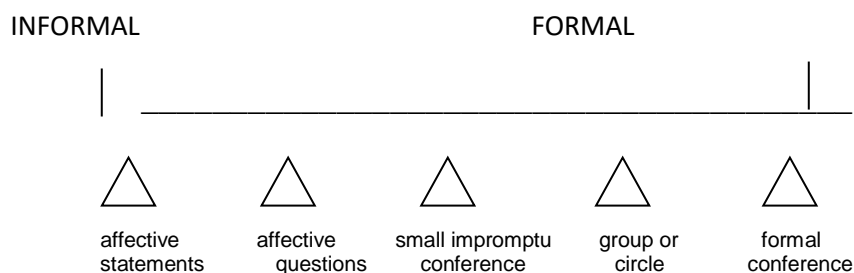 INFORMAL FORMAL
affective affective small impromptu group or formal
statements questions conference circle conference